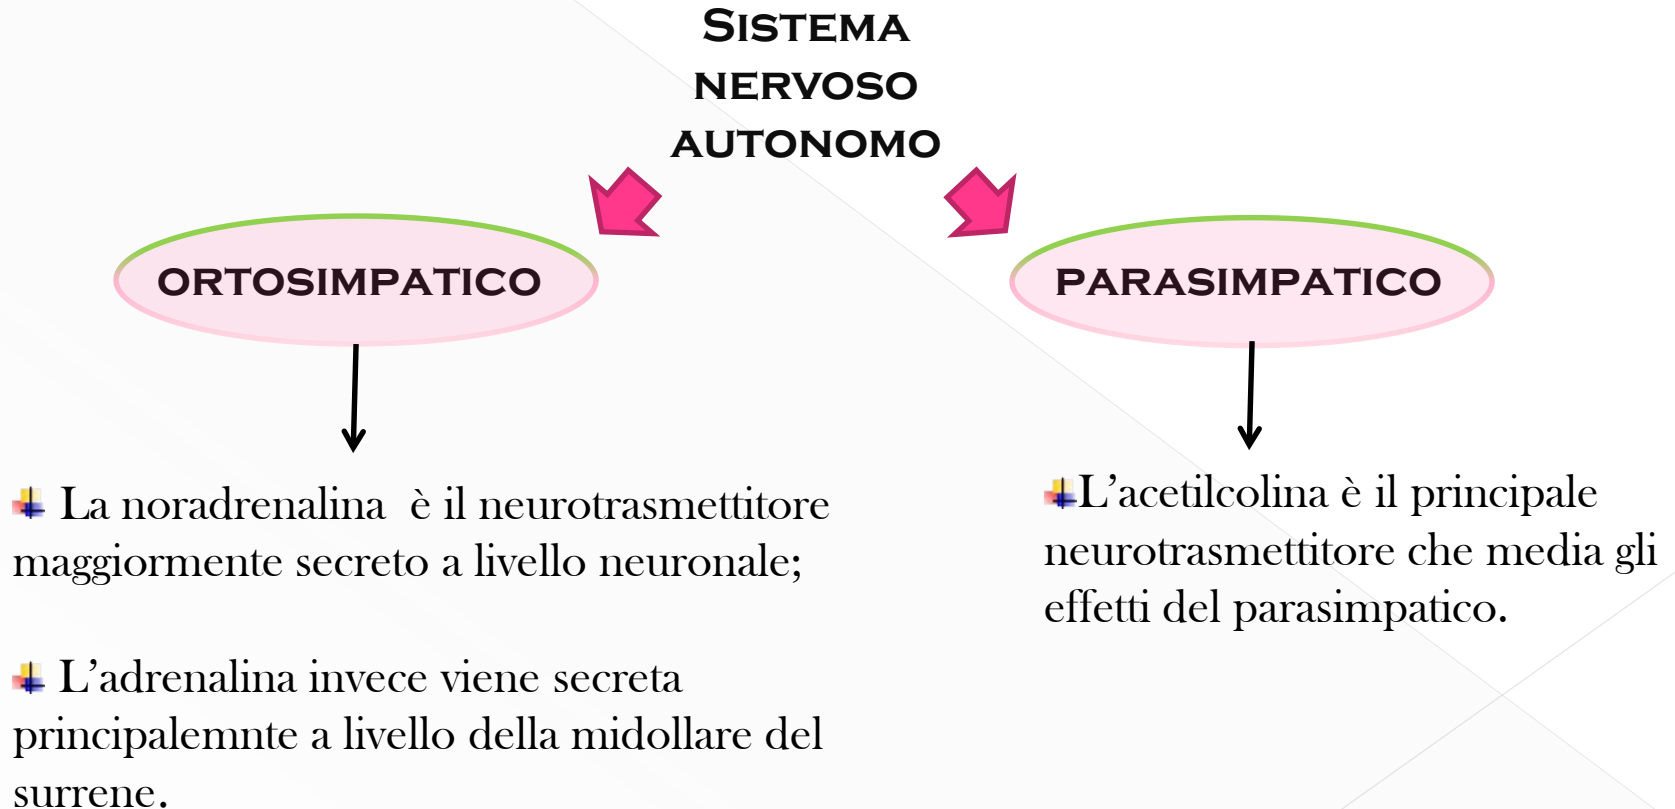 SISTEMA
NERVOSO
AUTONOMO
ORTOSIMPATICO
PARASIMPATICO
La noradrenalina è il neurotrasmettitore
maggiormente secreto a livello neuronale;
L’adrenalina invece viene secreta
principalemnte a livello della midollare del
surrene.
L’acetilcolina è il principale
neurotrasmettitore che media gli
effetti del parasimpatico.